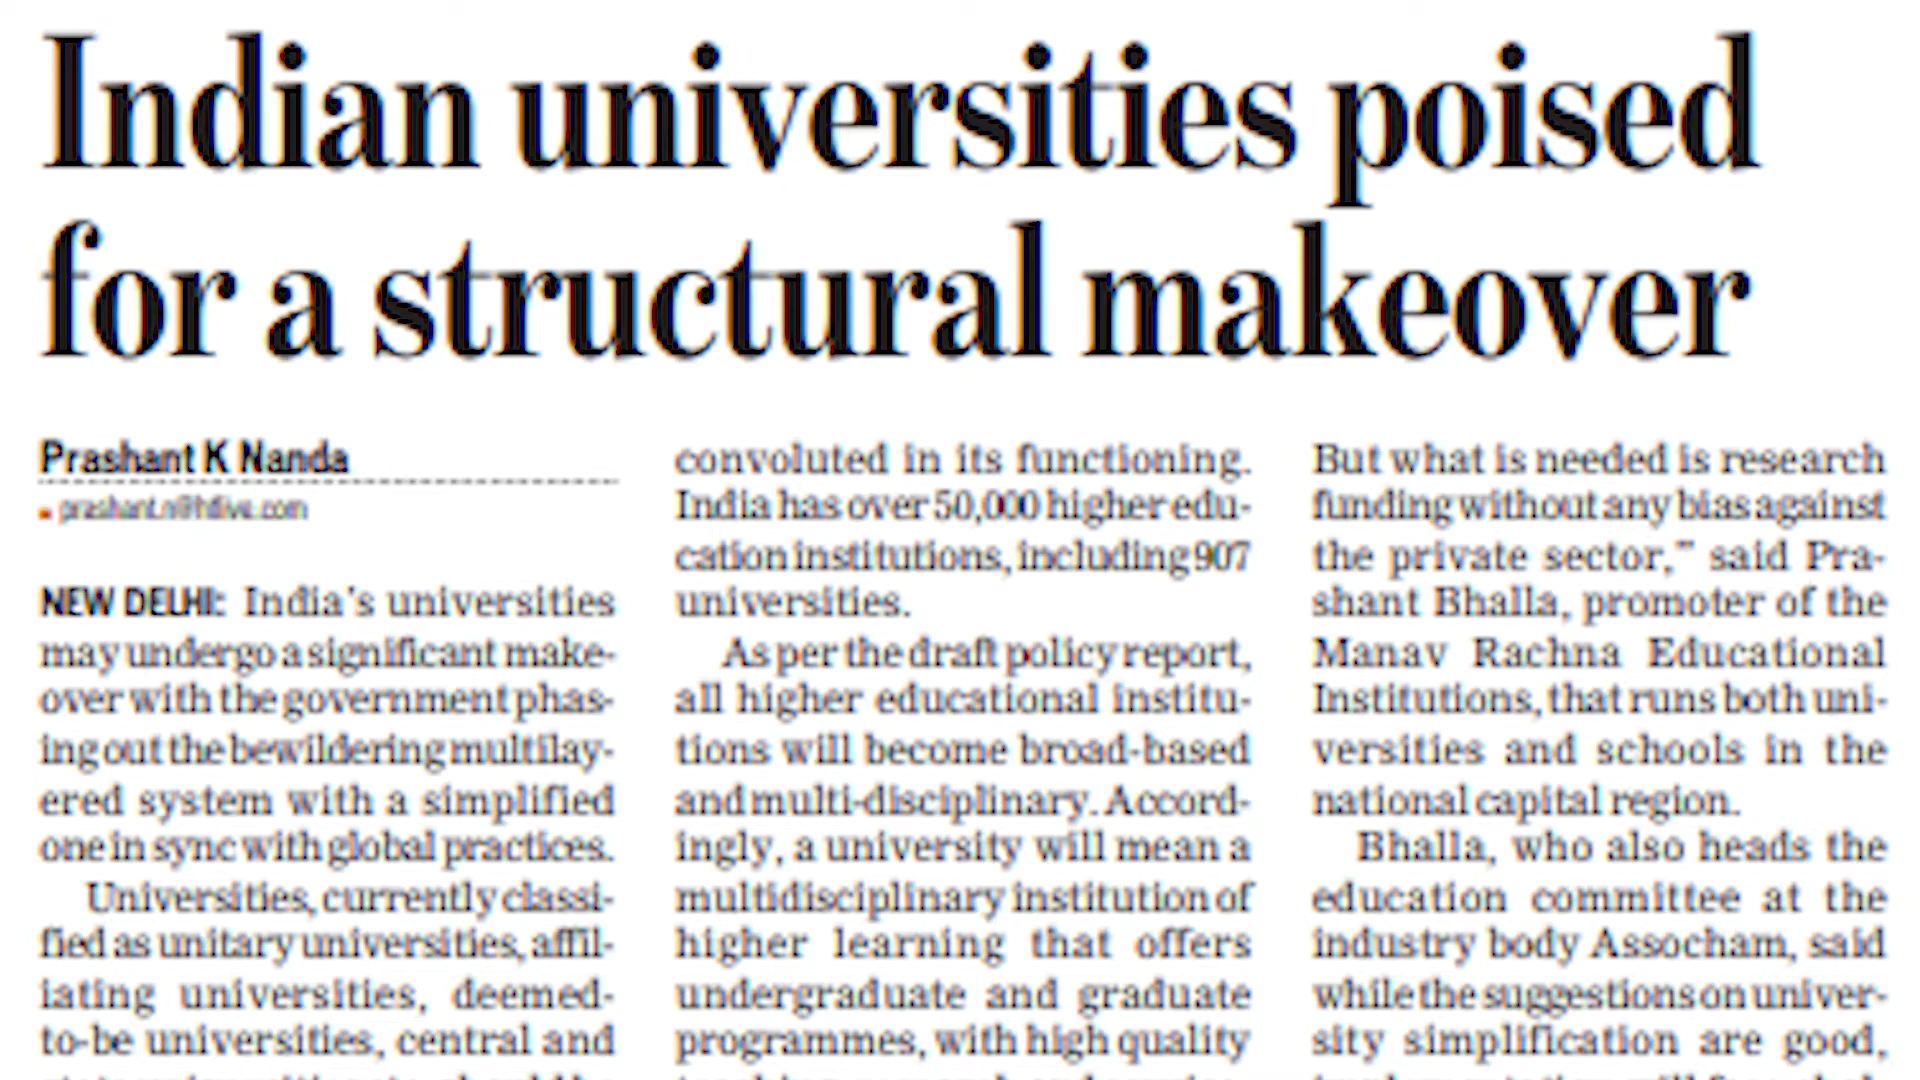 Indian universities poised
for a structural makeover
Prashant K Nanda
prashant.n@htlive.com
NEW DELHI: India's universities
may undergo a significant make-
over with the government phas-
ing out the bewildering multilay-
ered system with a simplified
one in sync with global practices.
Universities, currently classi-
fied as unitary universities, affil-
iating universities, deemed-
to-be universities, central and
convoluted in its functioning.
India has over 50,000 higher edu-
cation institutions, including 907
universities.
As per the draft policy report,
all higher educational institu-
tions will become broad-based
and multi-disciplinary. Accord-
ingly, a university will mean a
multidisciplinary institution of
higher learning that offers
undergraduate and graduate
programmes, with high quality
But what is needed is research
funding without any bias against
the private sector,” said Pra-
shant Bhalla, promoter of the
Manav Rachna Educational
Institutions, that runs both uni-
versities and schools in the
national capital region.
Bhalla, who also heads the
education committee at the
industry body Assocham, said
while the suggestions on univer-
sity simplification are good,